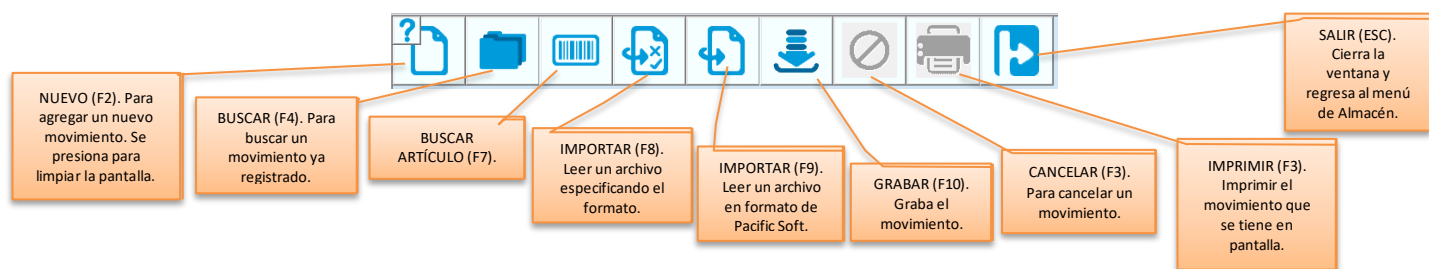 ?
NUEVO (F2). Para
agregar un nuevo
movimiento. Se
presiona para
limpiar la pantalla.
BUSCAR (F4). Para
buscar un
movimiento ya
registrado.
BUSCAR
ARTÍCULO (F7).
IMPORTAR (F8).
Leer un archivo
especificando el
formato.
IMPORTAR (F9).
Leer un archivo
en formato de
Pacific Soft.
GRABAR (F10).
Graba el
movimiento.
CANCELAR (F3).
Para cancelar un
movimiento.
IMPRIMIR (F3).
Imprimir el
movimiento que
se tiene en
pantalla.
SALIR (ESC).
Cierra la
ventana y
regresa al menú
de Almacén.